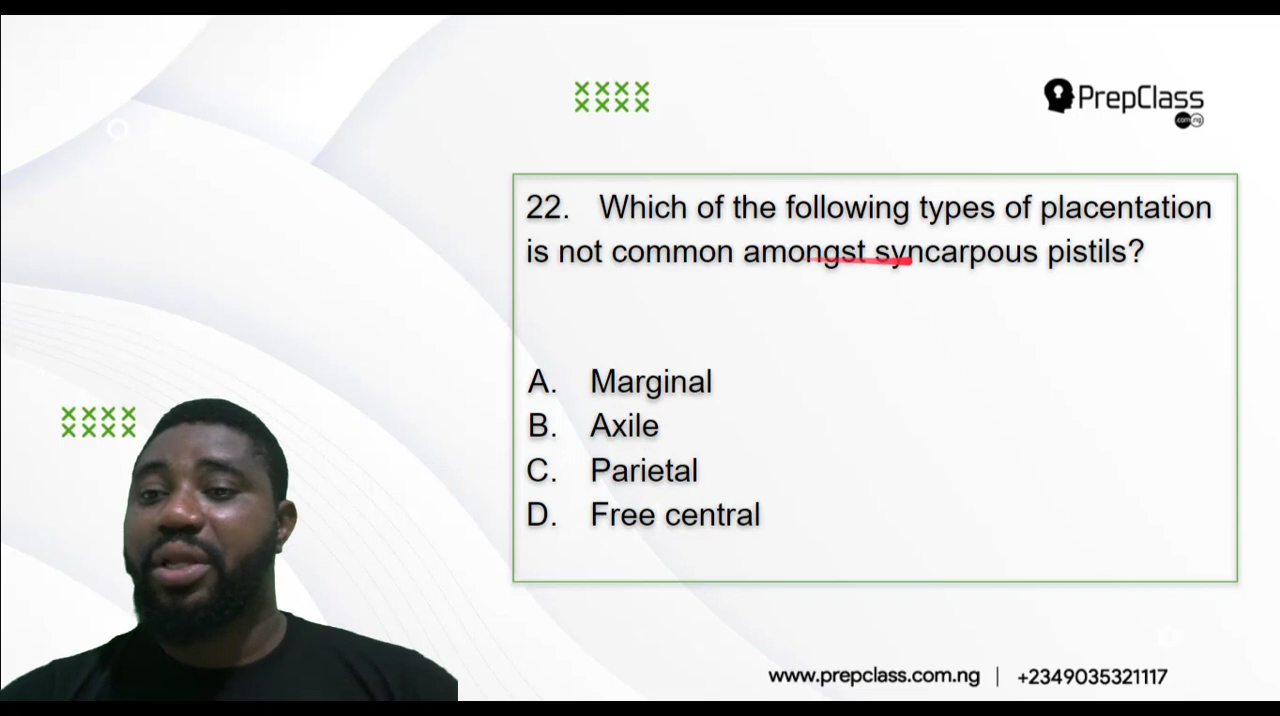 PrepClass
com ng
22. Which of the following types of placentation
is not common amongst syncarpous pistils?
A. Marginal
B. Axile
C. Parietal
D. Free central
www.prepclass.com.ng | +2349035321117